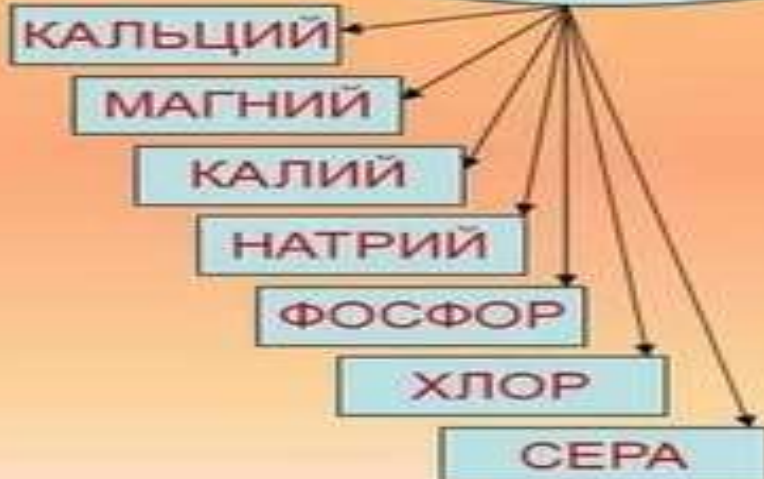 КАЛЬЦИЙ
МАГНИЙ
КАЛИЙ
НАТРИЙ
ФОСФОР
ХЛОР
СЕРА